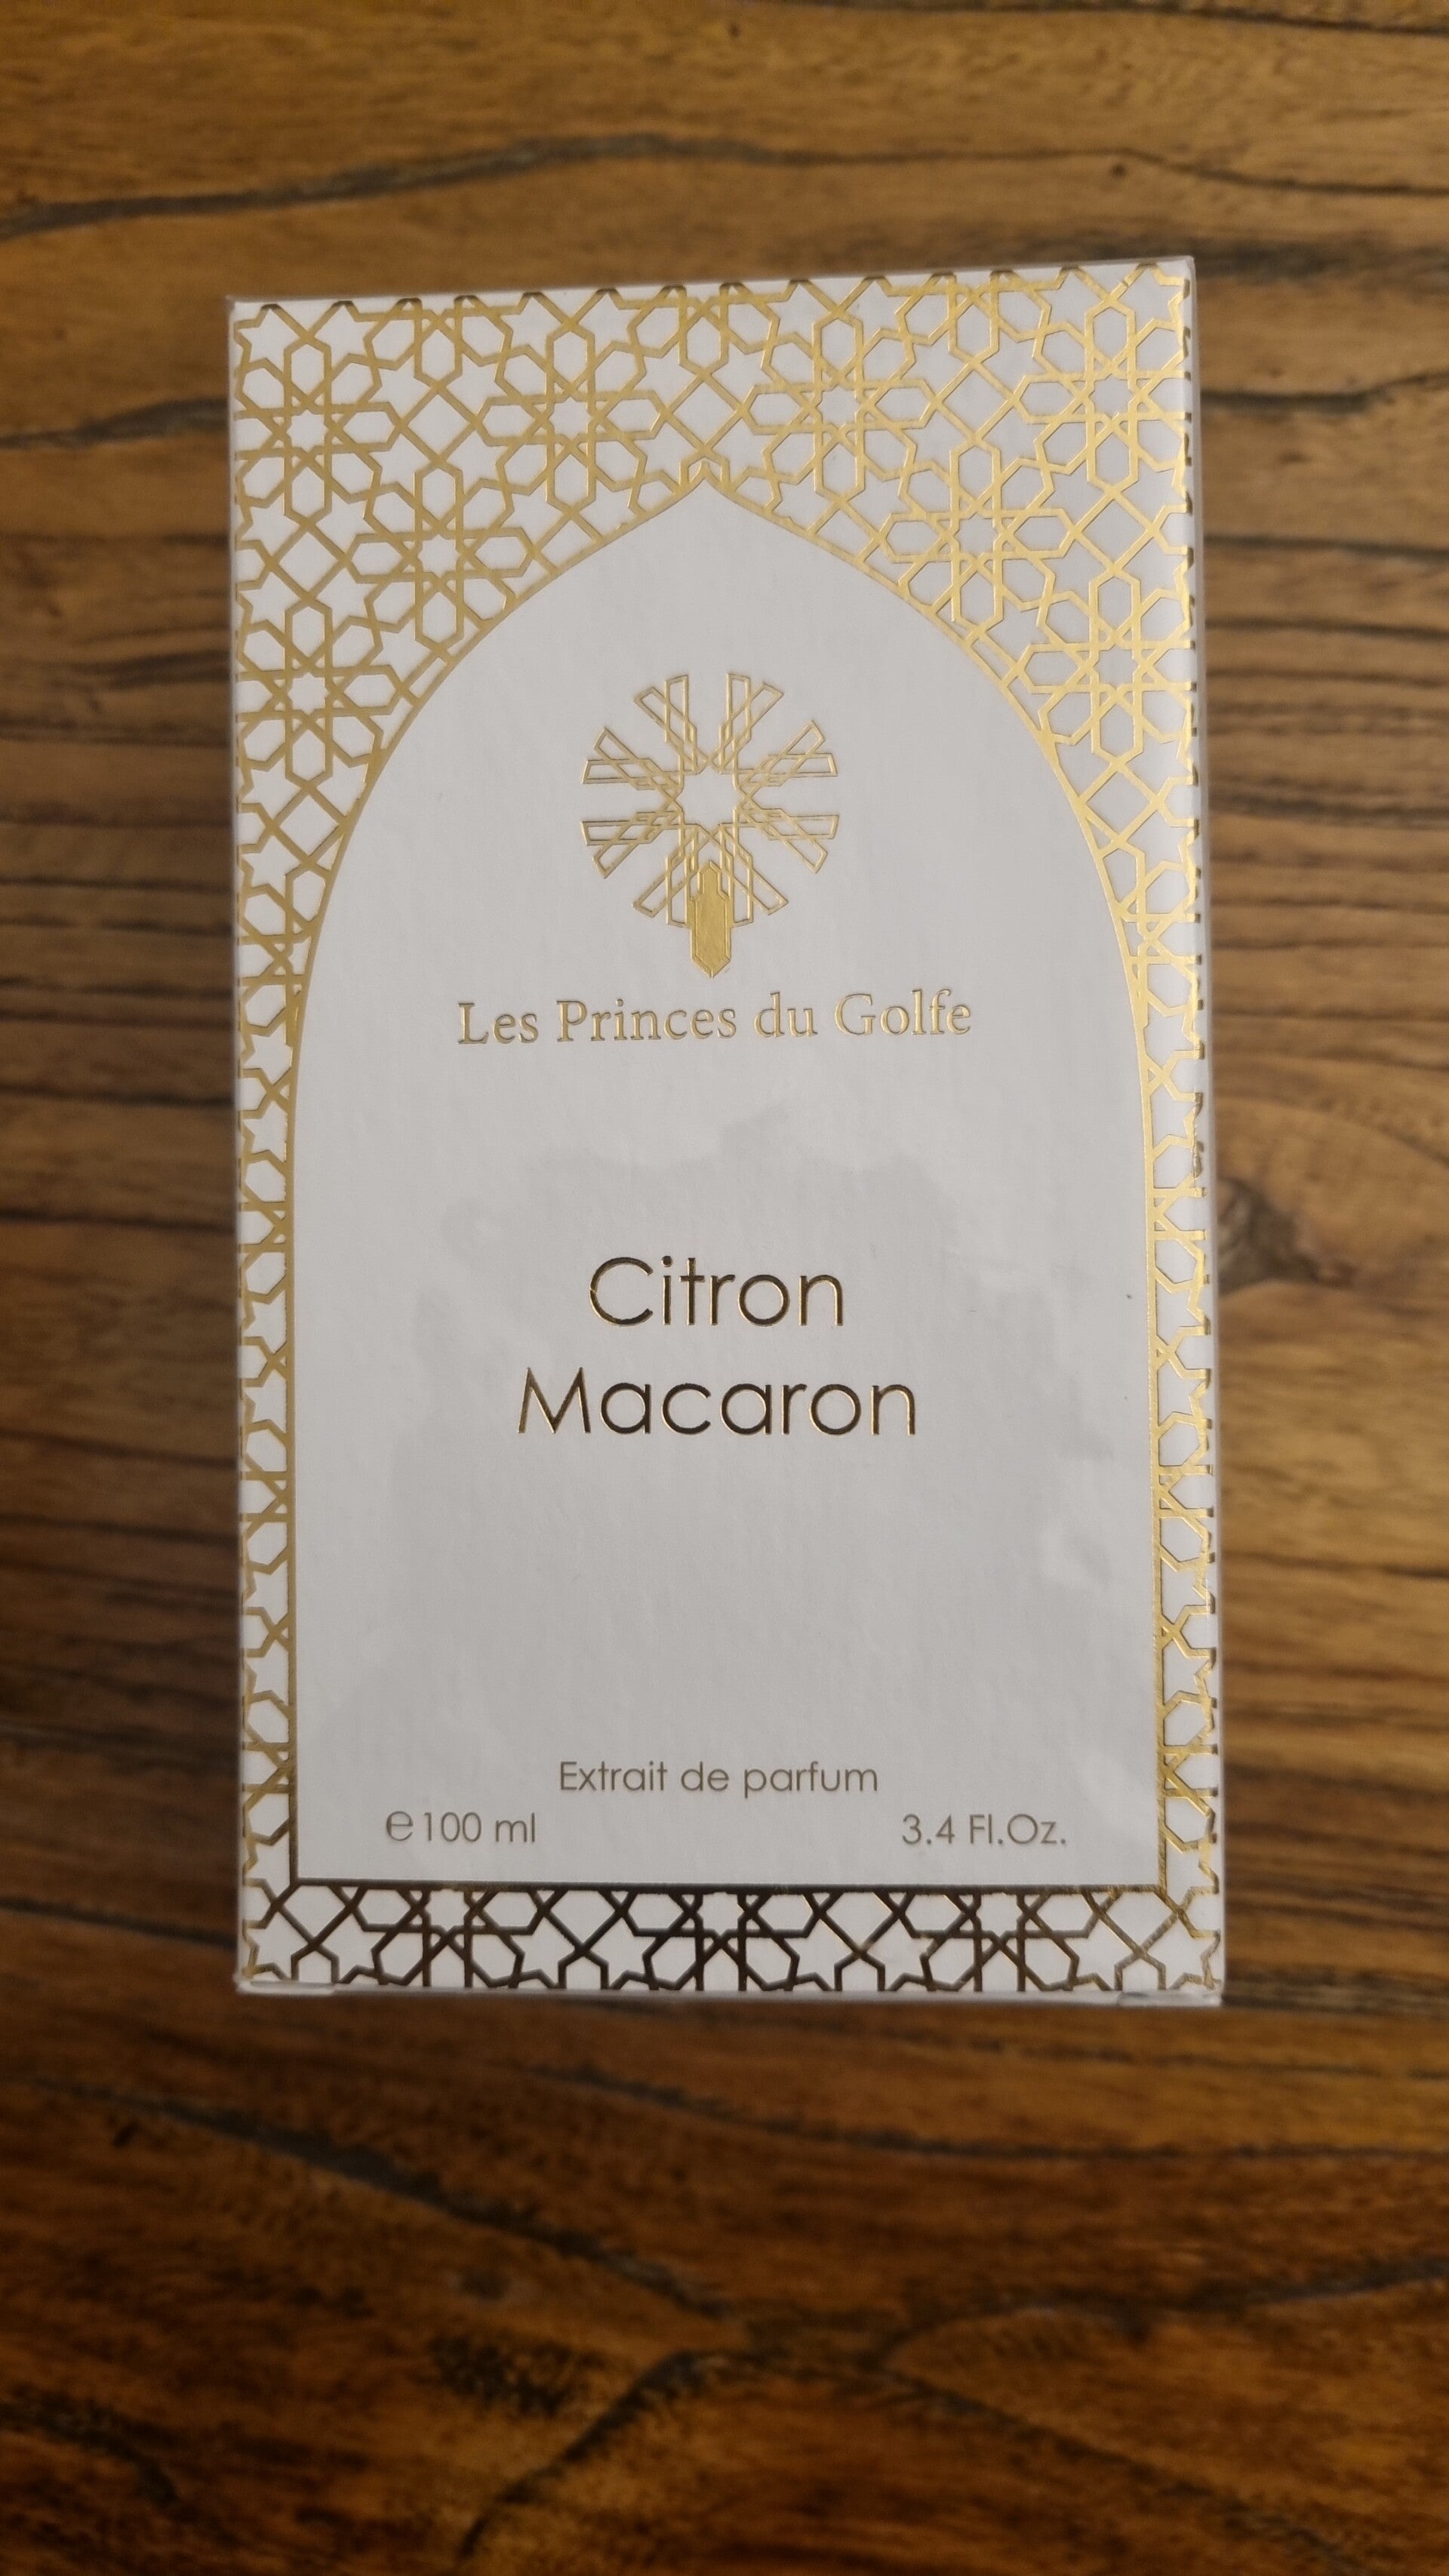 Les Princes du Golfe
Citron
Macaron
Extrait de parfum
℮100 ml 3.4 Fl.Oz.